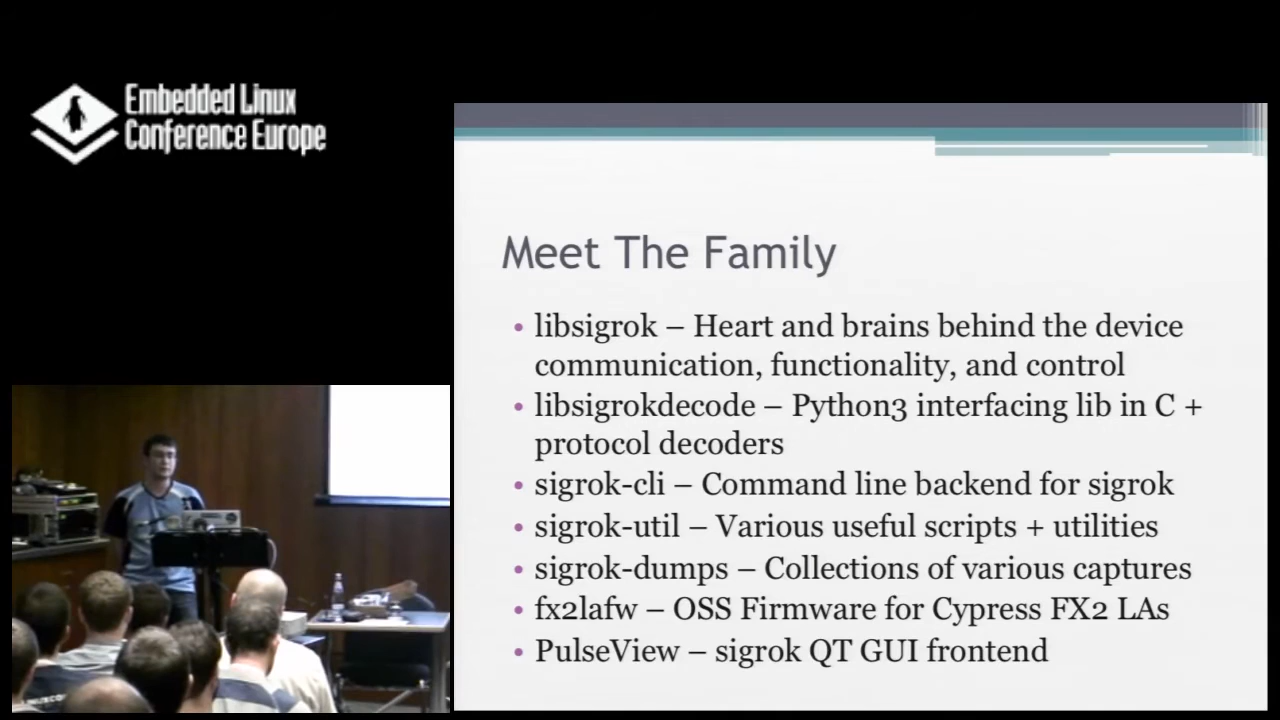 Embedded Linux
Conference Europe
Meet The Family
• libsigrok – Heart and brains behind the device
communication, functionality, and control
• libsigrokdecode – Python3 interfacing lib in C +
protocol decoders
• sigrok-cli – Command line backend for sigrok
• sigrok-util – Various useful scripts + utilities
• sigrok-dumps – Collections of various captures
• fx2lafw – OSS Firmware for Cypress FX2 LAs
• PulseView – sigrok QT GUI frontend